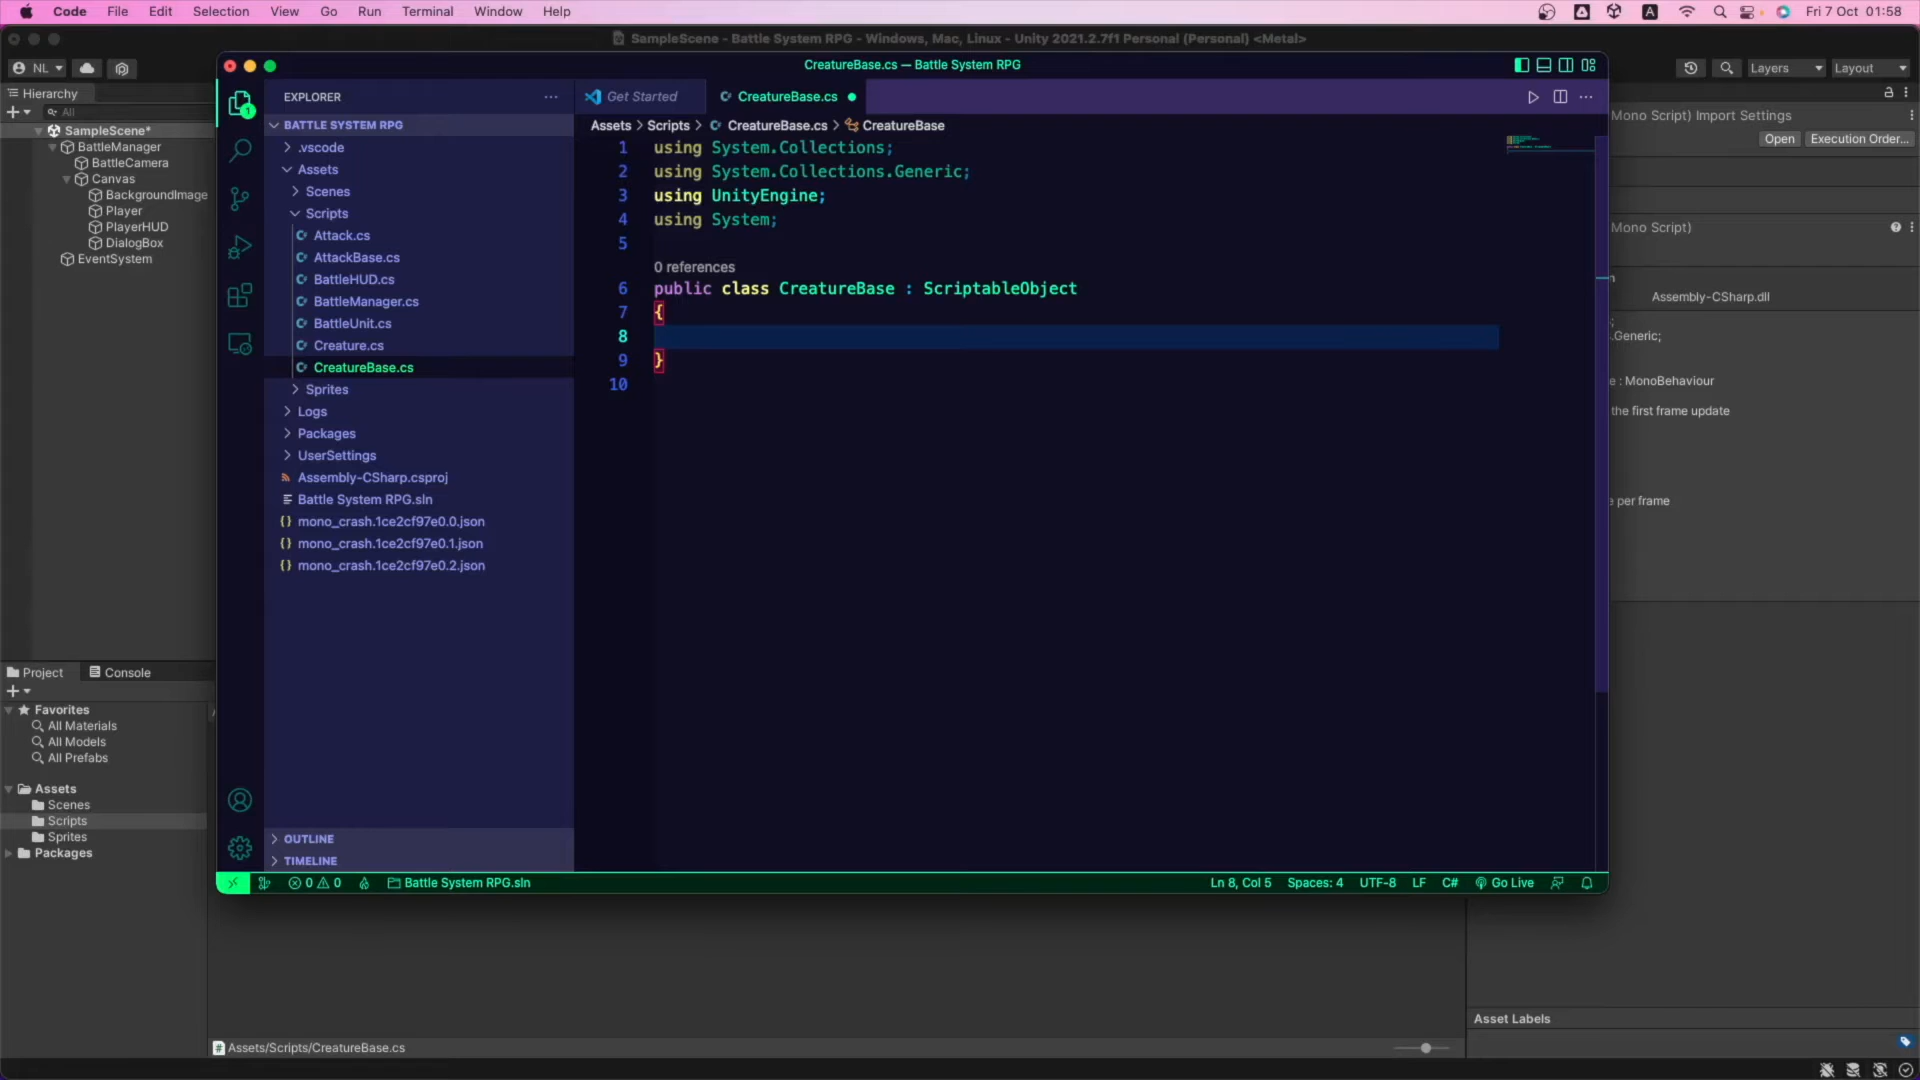 Code File Edit Selection View Go Run Terminal Window Help
A
Fri 7 Oct 01:58
SampleScene - Battle System RPG - Windows, Mac, Linux - Unity 2021.2.7f1 Personal (Personal) <Metal>
NL
Layers
Layout
Hierarchy
All
SampleScene*
BattleManager
BattleCamera
Canvas
BackgroundImage
Player
PlayerHUD
DialogBox
EventSystem
CreatureBase.cs — Battle System RPG
EXPLORER
1
BATTLE SYSTEM RPG
.vscode
Assets
Scenes
Scripts
Attack.cs
AttackBase.cs
BattleHUD.cs
BattleManager.cs
BattleUnit.cs
Creature.cs
CreatureBase.cs
Sprites
Logs
Packages
UserSettings
Assembly-CSharp.csproj
Battle System RPG.sln
mono_crash.1ce2cf97e0.0.json
mono_crash.1ce2cf97e0.1.json
mono_crash.1ce2cf97e0.2.json
OUTLINE
TIMELINE
Get Started
CreatureBase.cs
Assets > Scripts > CreatureBase.cs > CreatureBase
1 using System.Collections;
2 using System.Collections.Generic;
3 using UnityEngine;
4 using System;
5
0 references
6 public class CreatureBase : ScriptableObject
7 {
8
9 }
10
0 0 Battle System RPG.sln
Ln 8, Col 5 Spaces: 4 UTF-8 LF C# Go Live
Mono Script) Import Settings
Open
Execution Order...
Mono Script)
n
Assembly-CSharp.dll
;
.Generic;
e : MonoBehaviour
the first frame update
e per frame
Project
Console
Favorites
All Materials
All Models
All Prefabs
Assets
Scenes
Scripts
Sprites
Packages
Assets/Scripts/CreatureBase.cs
Asset Labels